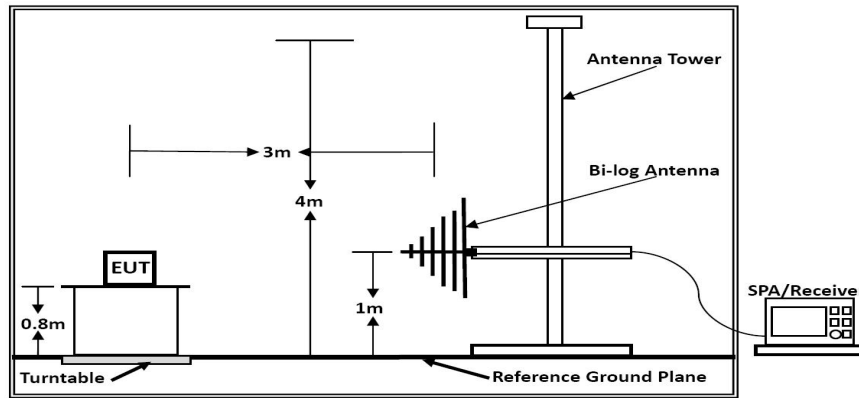 Antenna Tower
3m
Bi-log Antenna
4m
EUT
SPA/Receive
0.8m
1m
Turntable
Reference Ground Plane